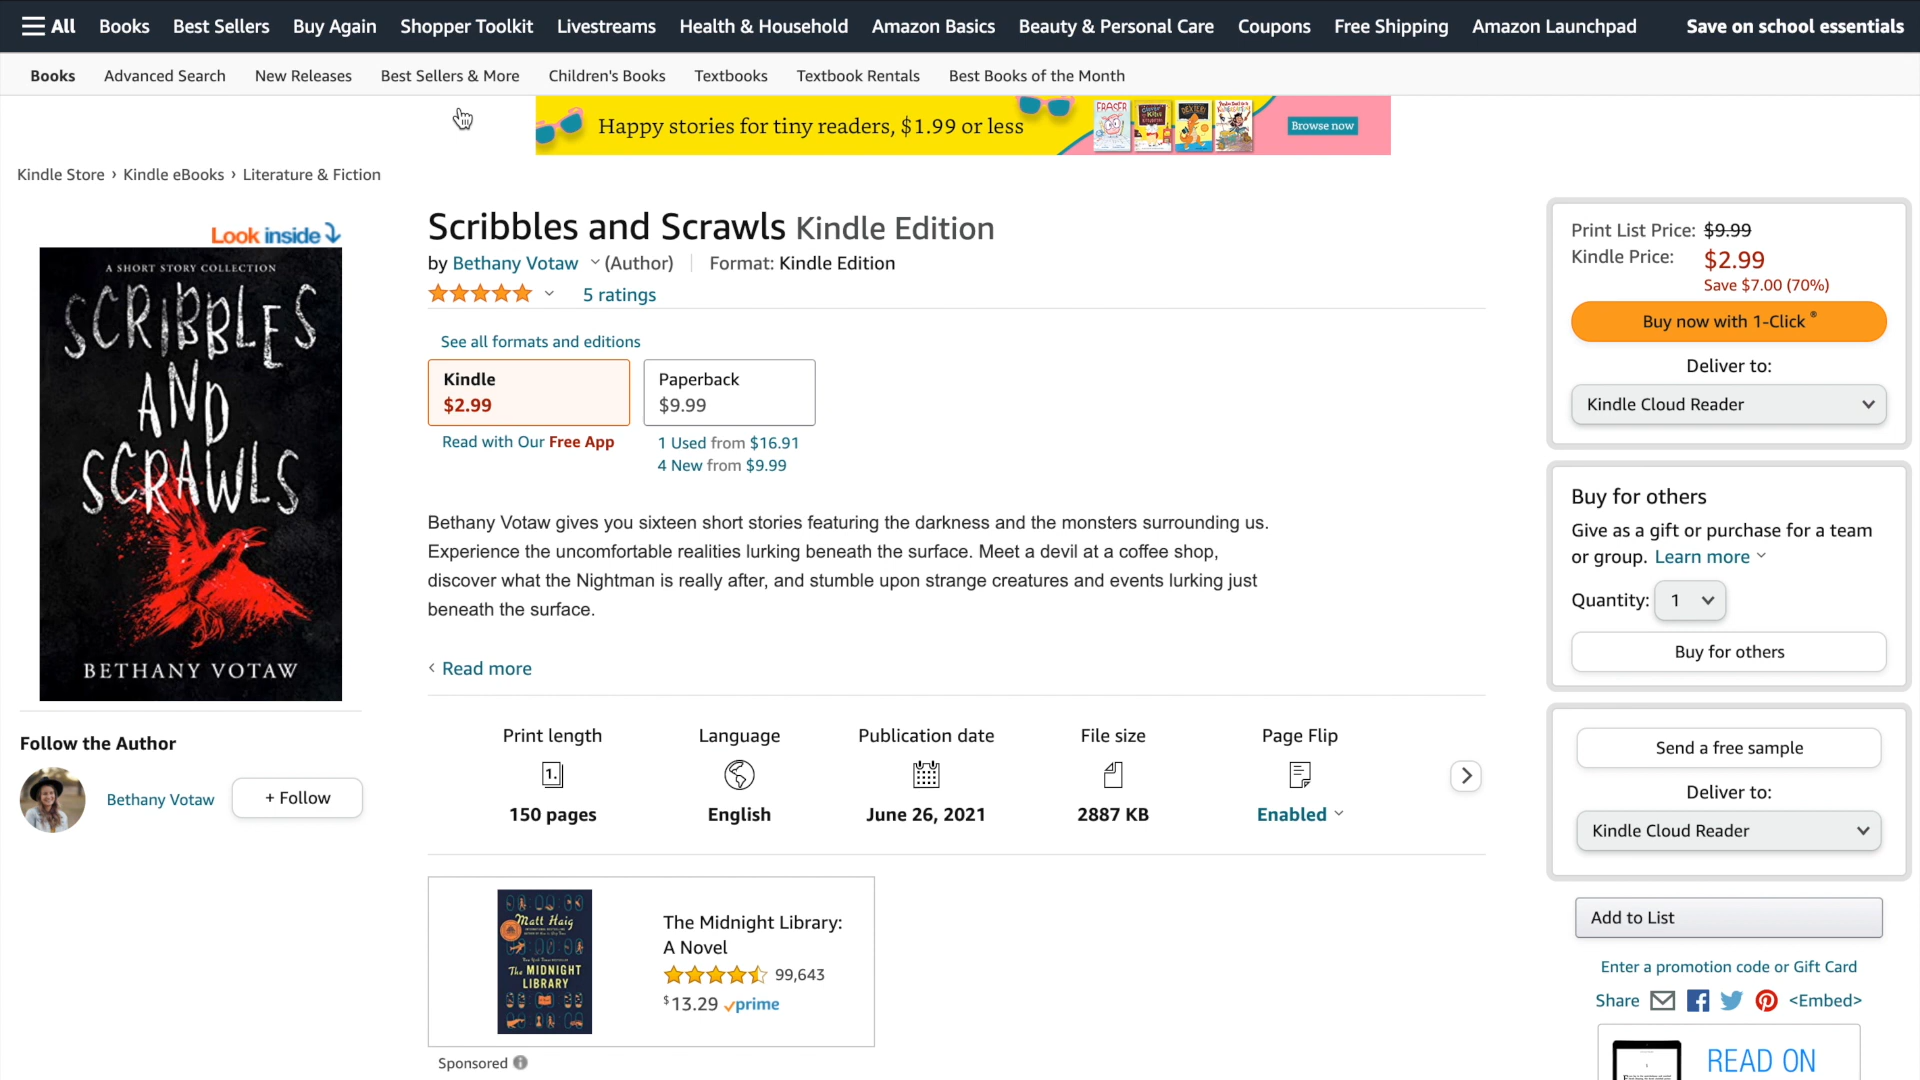 All Books Best Sellers Buy Again Shopper Toolkit Livestreams Health & Household Amazon Basics Beauty & Personal Care Coupons Free Shipping Amazon Launchpad Save on school essentials
Books Advanced Search New Releases Best Sellers & More Children's Books Textbooks Textbook Rentals Best Books of the Month
Happy stories for tiny readers, $1.99 or less
Browse now
Kindle Store › Kindle eBooks › Literature & Fiction
Look inside
A SHORT STORY COLLECTION
SCRIBBLES
AND
SCRAWLS
BETHANY VOTAW
Follow the Author
Bethany Votaw
+ Follow
Scribbles and Scrawls Kindle Edition
by Bethany Votaw (Author) | Format: Kindle Edition
5 ratings
See all formats and editions
Kindle
$2.99
Read with Our Free App
Paperback
$9.99
1 Used from $16.91
4 New from $9.99
Bethany Votaw gives you sixteen short stories featuring the darkness and the monsters surrounding us.
Experience the uncomfortable realities lurking beneath the surface. Meet a devil at a coffee shop,
discover what the Nightman is really after, and stumble upon strange creatures and events lurking just
beneath the surface.
‹ Read more
Print length
1.
150 pages
Language
English
Publication date
June 26, 2021
File size
2887 KB
Page Flip
Enabled
Matt Haig
The MIDNIGHT
LIBRARY
The Midnight Library:
A Novel
99,643
$13.29 prime
Sponsored
Print List Price: $9.99
Kindle Price: $2.99
Save $7.00 (70%)
Buy now with 1-Click ®
Deliver to:
Kindle Cloud Reader
Buy for others
Give as a gift or purchase for a team
or group. Learn more
Quantity: 1
Buy for others
Send a free sample
Deliver to:
Kindle Cloud Reader
Add to List
Enter a promotion code or Gift Card
Share <Embed>
READ ON